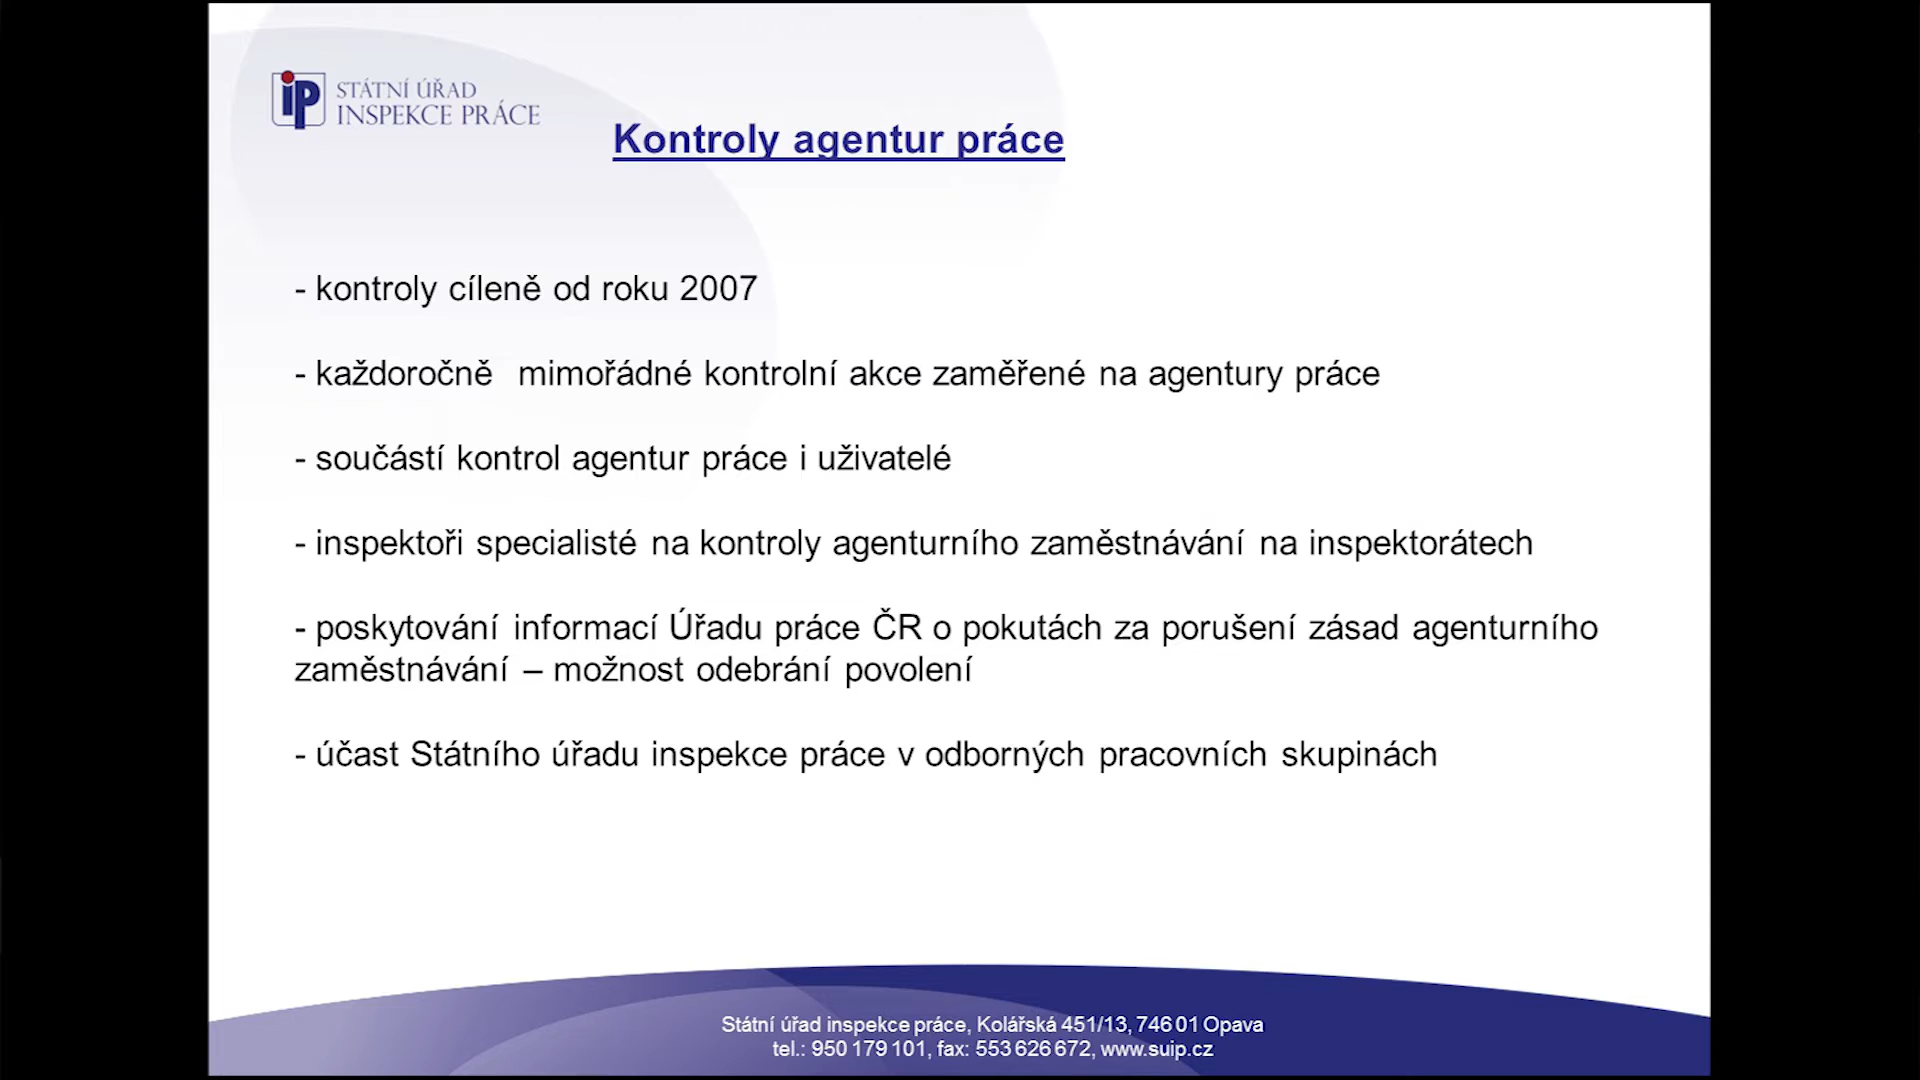 STÁTNÍ ÚŘAD
INSPEKCE PRÁCE
Kontroly agentur práce
- kontroly cíleně od roku 2007
- každoročně mimořádné kontrolní akce zaměřené na agentury práce
- součástí kontrol agentur práce i uživatelé
- inspektoři specialisté na kontroly agenturního zaměstnávání na inspektorátech
- poskytování informací Úřadu práce ČR o pokutách za porušení zásad agenturního
zaměstnávání – možnost odebrání povolení
- účast Státního úřadu inspekce práce v odborných pracovních skupinách
Státní úřad inspekce práce, Kolářská 451/13, 746 01 Opava
tel.: 950 179 101, fax: 553 626 672, www.suip.cz